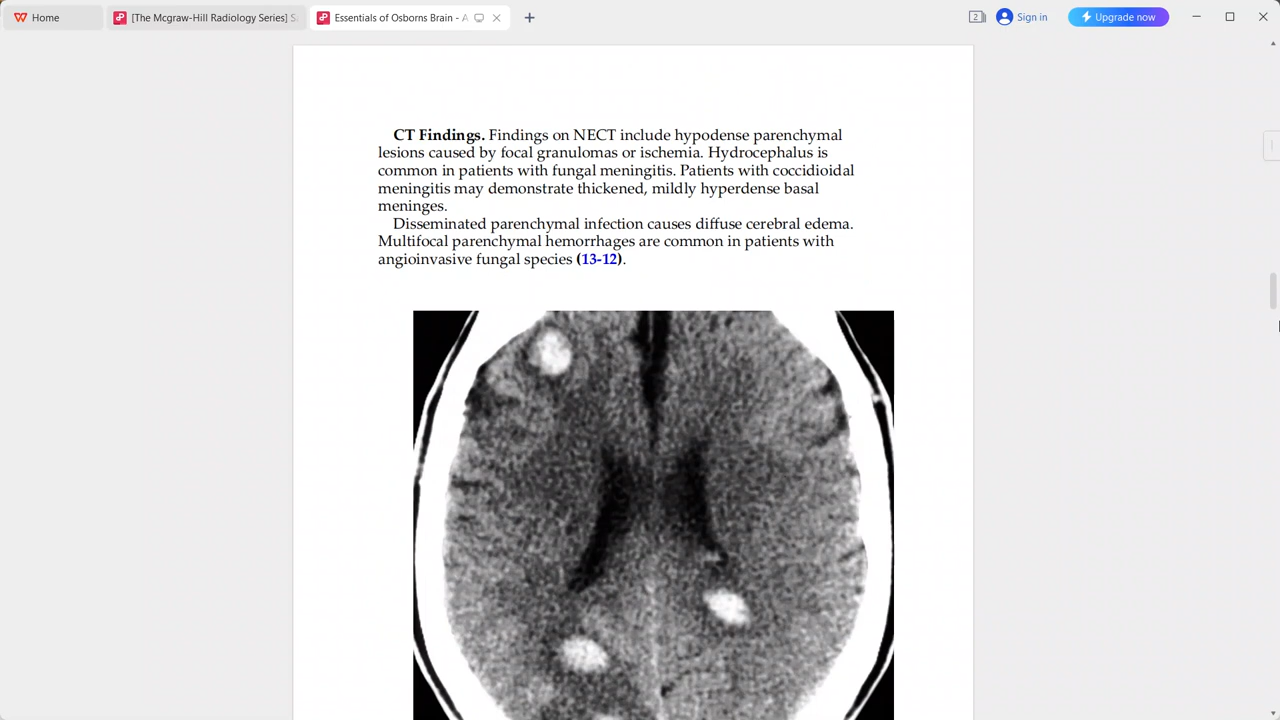 Home
[The Mcgraw-Hill Radiology Series] S
Essentials of Osborns Brain - A
2
Sign in
Upgrade now
CT Findings. Findings on NECT include hypodense parenchymal
lesions caused by focal granulomas or ischemia. Hydrocephalus is
common in patients with fungal meningitis. Patients with coccidioidal
meningitis may demonstrate thickened, mildly hyperdense basal
meninges.
Disseminated parenchymal infection causes diffuse cerebral edema.
Multifocal parenchymal hemorrhages are common in patients with
angioinvasive fungal species (13-12).